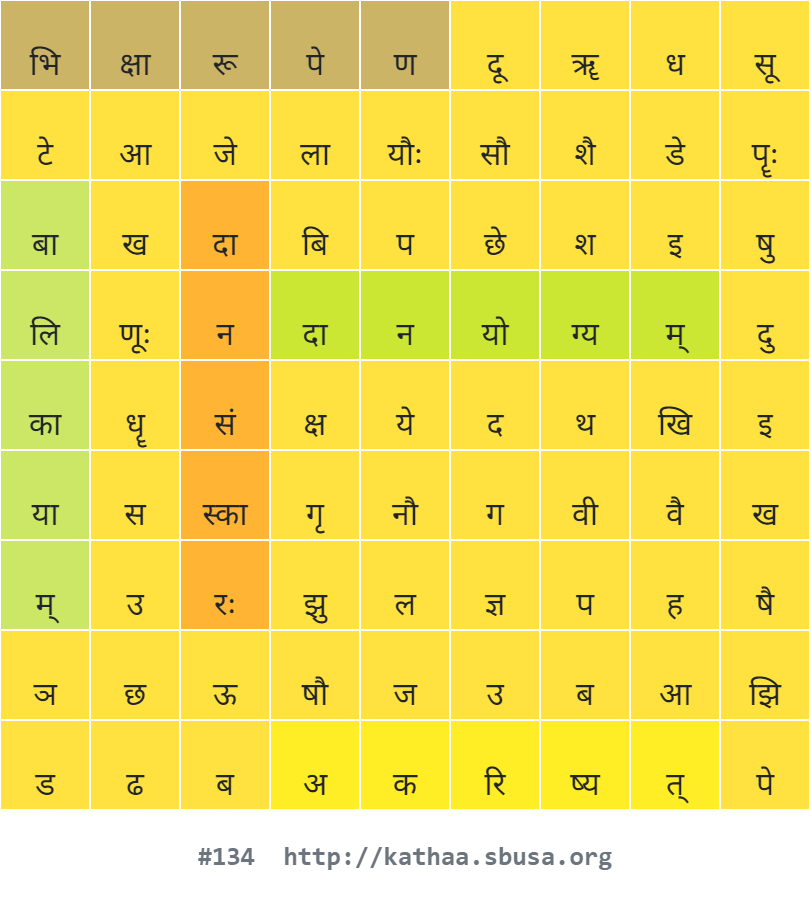 भि क्षा रू पे ण दू ॠ ध सू
टे आ जे ला यौः सौ शै डे पॄः
बा ख दा बि प छे श इ षु
लि णूः न दा न यो ग्य म् दु
का धॄ सं क्ष ये द थ खि इ
या स स्का गृ नौ ग वी वै ख
म् उ रः झु ल ज्ञ प ह षै
ञ छ ऊ षौ ज उ ब आ झि
ड ढ ब अ क रि ष्य त् पे
#134 http://kathaa.sbusa.org